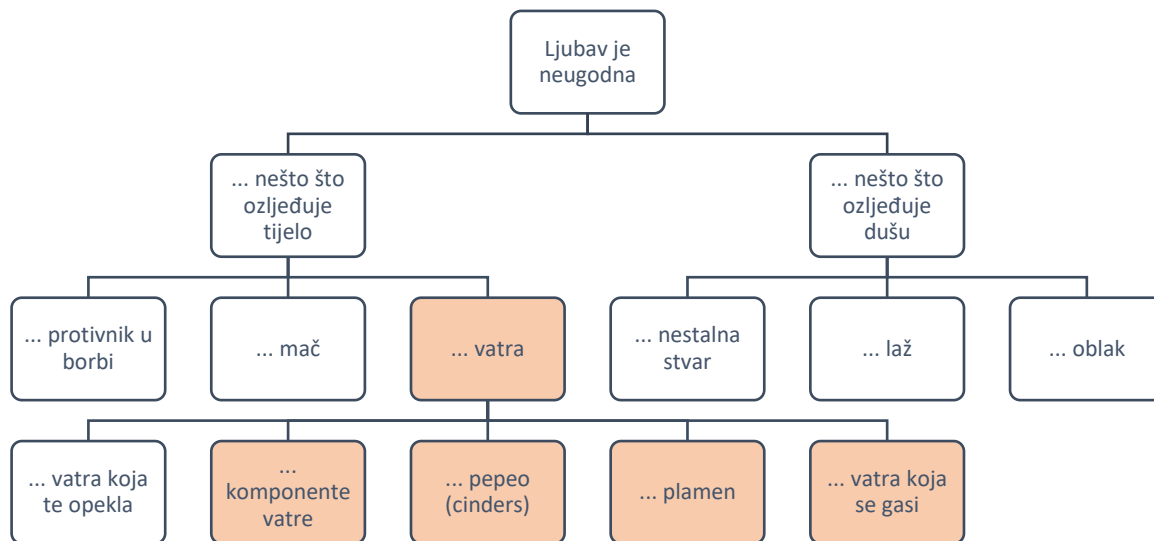 Ljubav je
neugodna
... nešto što
ozljeđuje
tijelo
... nešto što
ozljeđuje
dušu
... protivnik u
borbi
... mač
... vatra
... nestalna
stvar
... laž
... oblak
... vatra koja
te opekla
...
komponente
vatre
... pepeo
(cinders)
... plamen
... vatra koja
se gasi